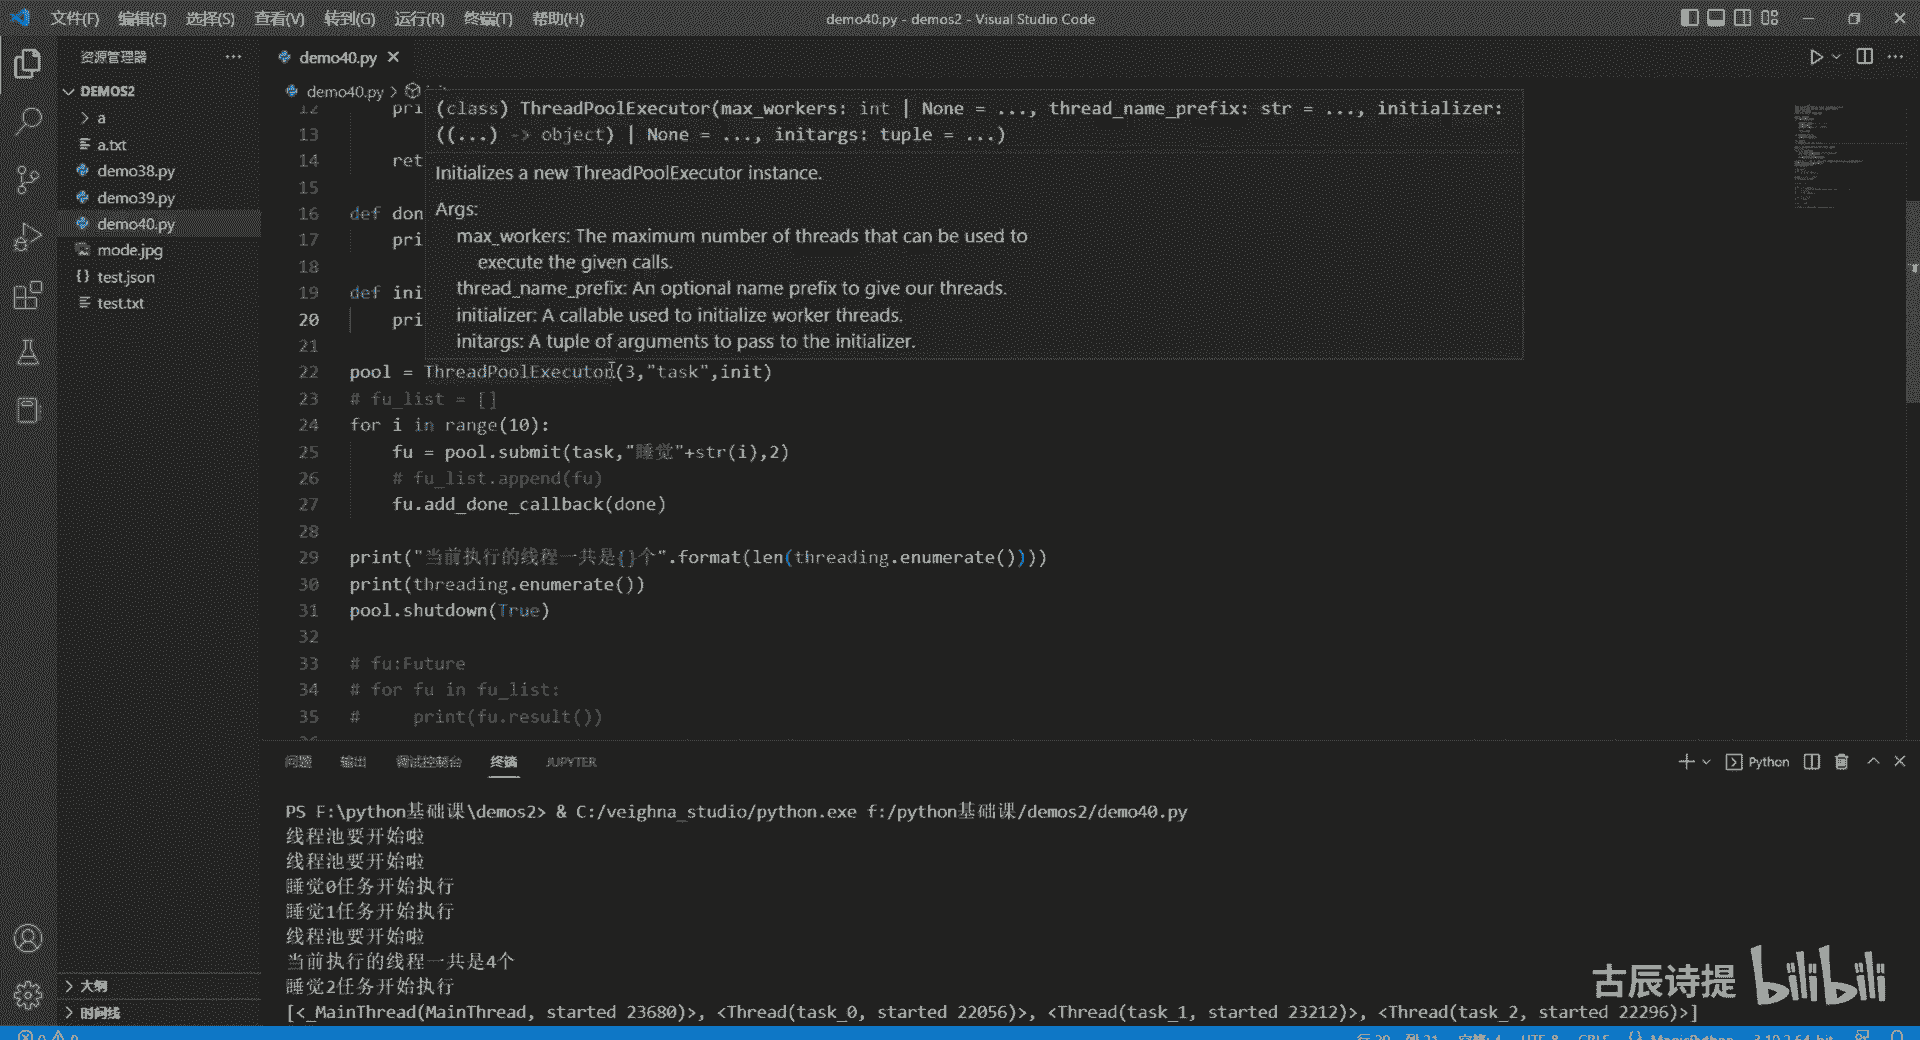 文件(F) 编辑(E) 选择(S) 查看(V) 转到(G) 运行(R) 终端(T) 帮助(H)
demo40.py - demos2 - Visual Studio Code
资源管理器
DEMOS2
a
a.txt
demo38.py
demo39.py
demo40.py
mode.jpg
test.json
test.txt
大纲
时间线
demo40.py
demo40.py
(class) ThreadPoolExecutor(max_workers: int | None = ..., thread_name_prefix: str = ..., initializer:
((...) -> object) | None = ..., initargs: tuple = ...)
Initializes a new ThreadPoolExecutor instance.
Args:
max_workers: The maximum number of threads that can be used to
execute the given calls.
thread_name_prefix: An optional name prefix to give our threads.
initializer: A callable used to initialize worker threads.
initargs: A tuple of arguments to pass to the initializer.
12 pri
13
14 ret
15
16 def don
17 pri
18
19 def ini
20 pri
21
22 pool = ThreadPoolExecutor(3,"task",init)
23 # fu_list = []
24 for i in range(10):
25 fu = pool.submit(task,"睡觉"+str(i),2)
26 # fu_list.append(fu)
27 fu.add_done_callback(done)
28
29 print("当前执行的线程一共是{}个".format(len(threading.enumerate())))
30 print(threading.enumerate())
31 pool.shutdown(True)
32
33 # fu:Future
34 # for fu in fu_list:
35 # print(fu.result())
问题 输出 调试控制台 终端 JUPYTER
Python
PS F:\python基础课\demos2> & C:/veighna_studio/python.exe f:/python基础课/demos2/demo40.py
线程池要开始啦
线程池要开始啦
睡觉0任务开始执行
睡觉1任务开始执行
线程池要开始啦
当前执行的线程一共是4个
睡觉2任务开始执行
[<_MainThread(MainThread, started 23680)>, <Thread(task_0, started 22056)>, <Thread(task_1, started 23212)>, <Thread(task_2, started 22296)>]
古辰诗提 bilibili